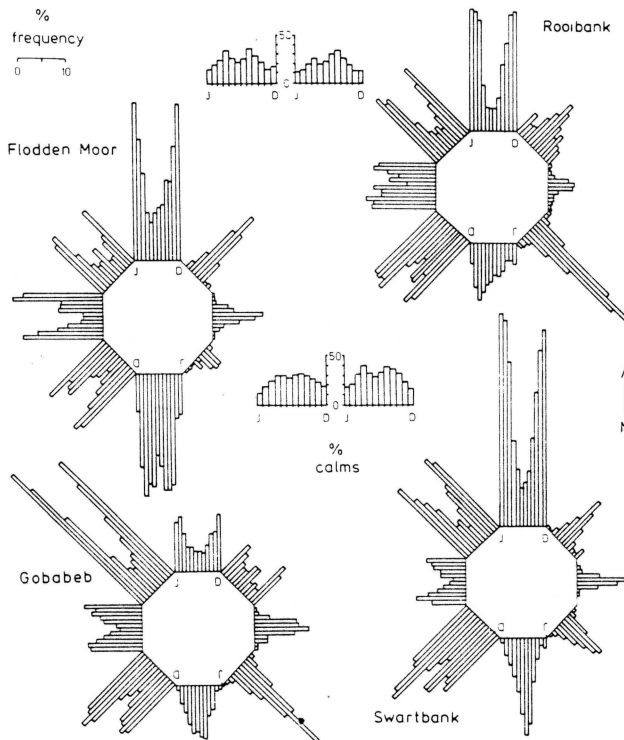 %
frequency
0 10
50
0
J D J D
Rooibank
J D
D J
Flodden Moor
J D
D J
50
0
J D J D
%
calms
Gobabeb
J D
D J
J D
D J
Swartbank